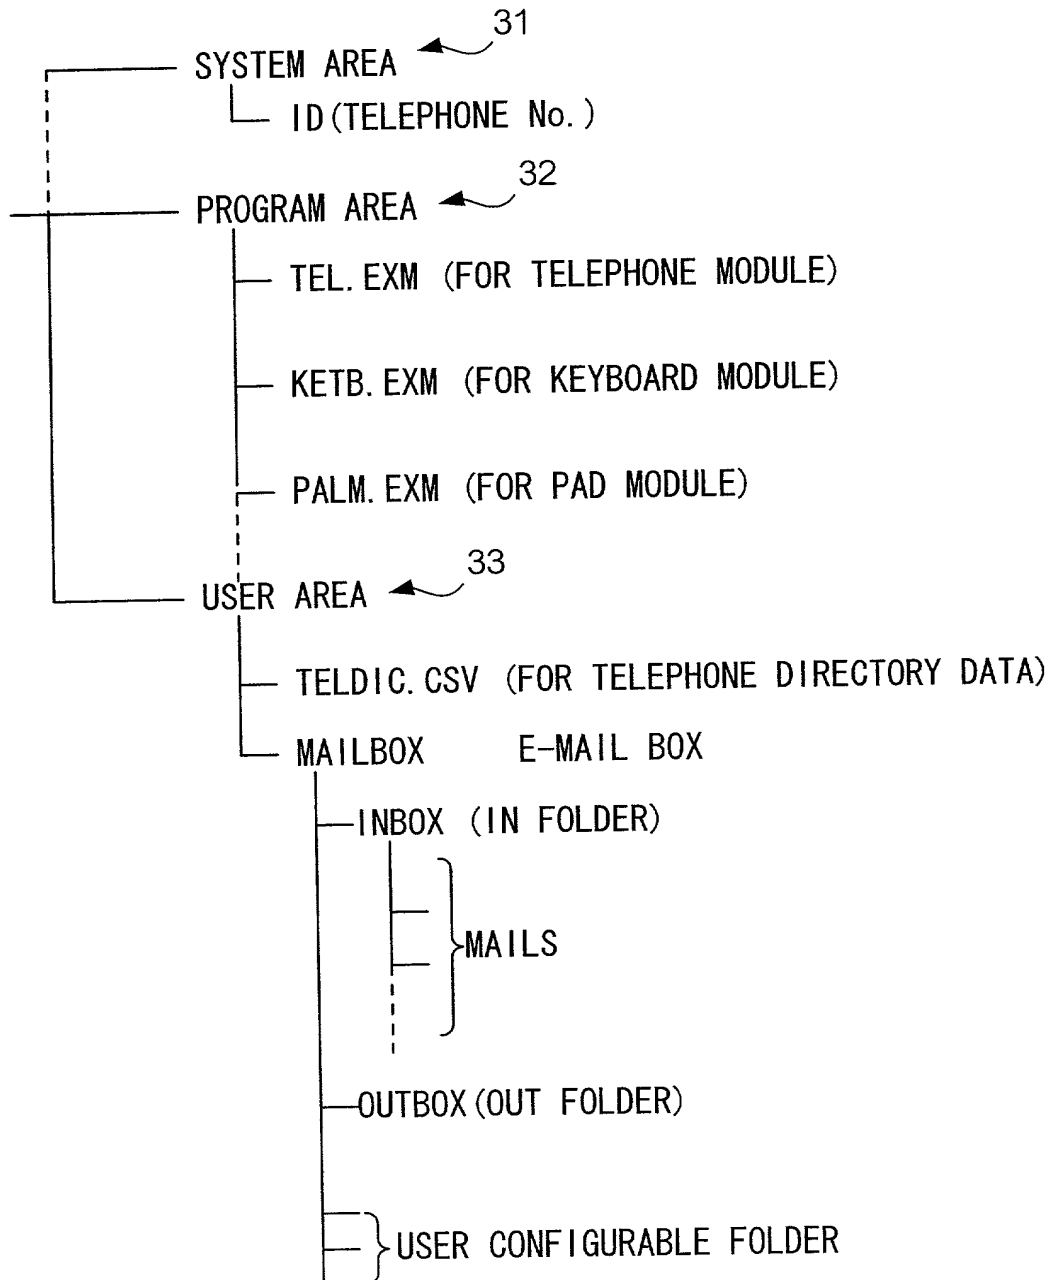 31
SYSTEM AREA
ID(TELEPHONE No.)
32
PROGRAM AREA
TEL.EXM (FOR TELEPHONE MODULE)
KETB.EXM (FOR KEYBOARD MODULE)
PALM.EXM (FOR PAD MODULE)
33
USER AREA
TELDIC.CSV (FOR TELEPHONE DIRECTORY DATA)
MAILBOX E-MAIL BOX
INBOX (IN FOLDER)
MAILS
OUTBOX(OUT FOLDER)
USER CONFIGURABLE FOLDER